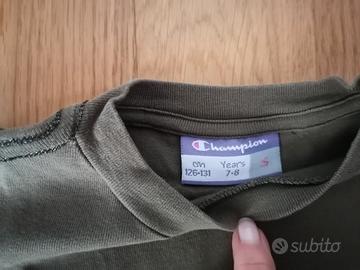 Champion
cm Years S
126-131 7-8
subito